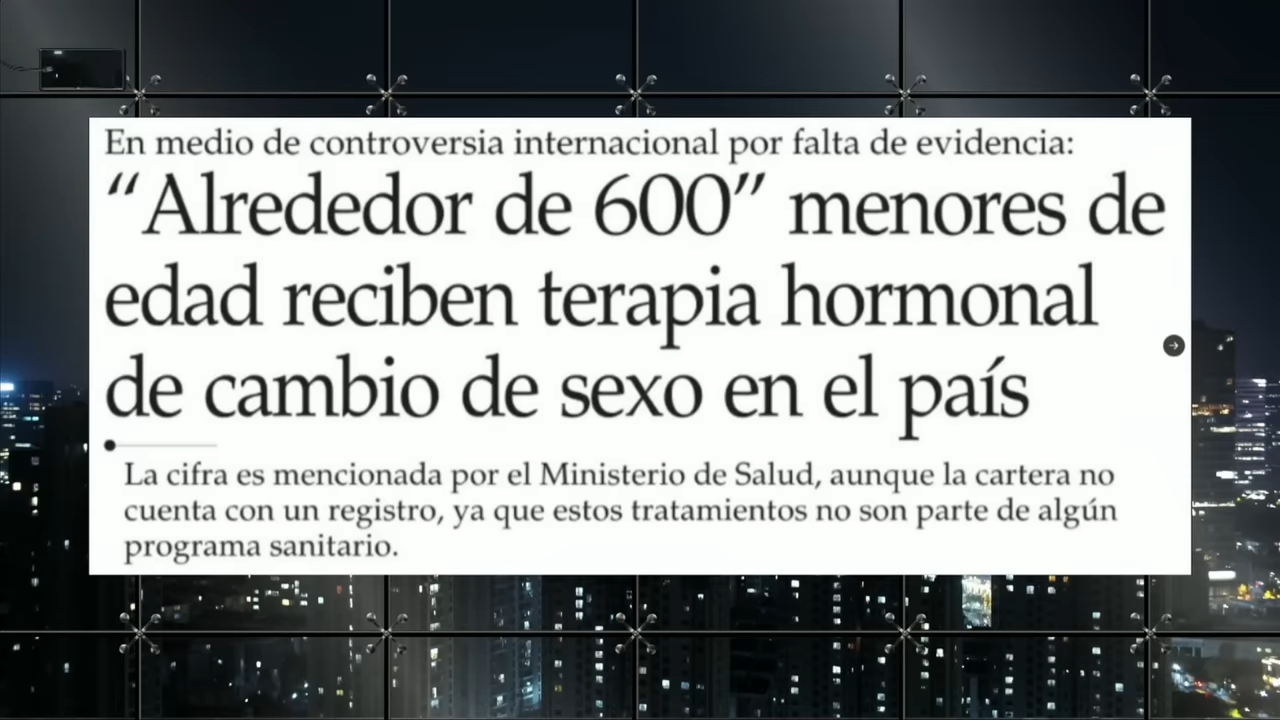 En medio de controversia internacional por falta de evidencia:
“Alrededor de 600” menores de
edad reciben terapia hormonal
de cambio de sexo en el país
La cifra es mencionada por el Ministerio de Salud, aunque la cartera no
cuenta con un registro, ya que estos tratamientos no son parte de algún
programa sanitario.